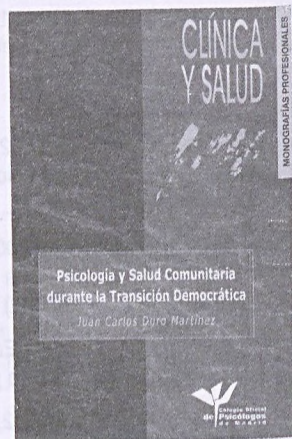 CLÍNICA
Y SALUD
MONOGRAFÍAS PROFESIONALES
Psicología y Salud Comunitaria
durante la Transición Democrática
Juan Carlos Duro Martínez
Colegio Oficial
de Psicólogos
de Madrid